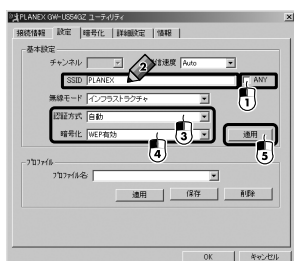 PLANEX GW-US54GZ ユーティリティ
接続情報 設定 暗号化 詳細設定 情報
基本設定
チャンネル 送信速度 Auto
2
SSID PLANEX ANY
1
無線モード インフラストラクチャ
認証方式 自動
3
暗号化 WEP有効 適用
4 5
プロファイル
プロファイル名
適用 保存 削除
OK キャンセル